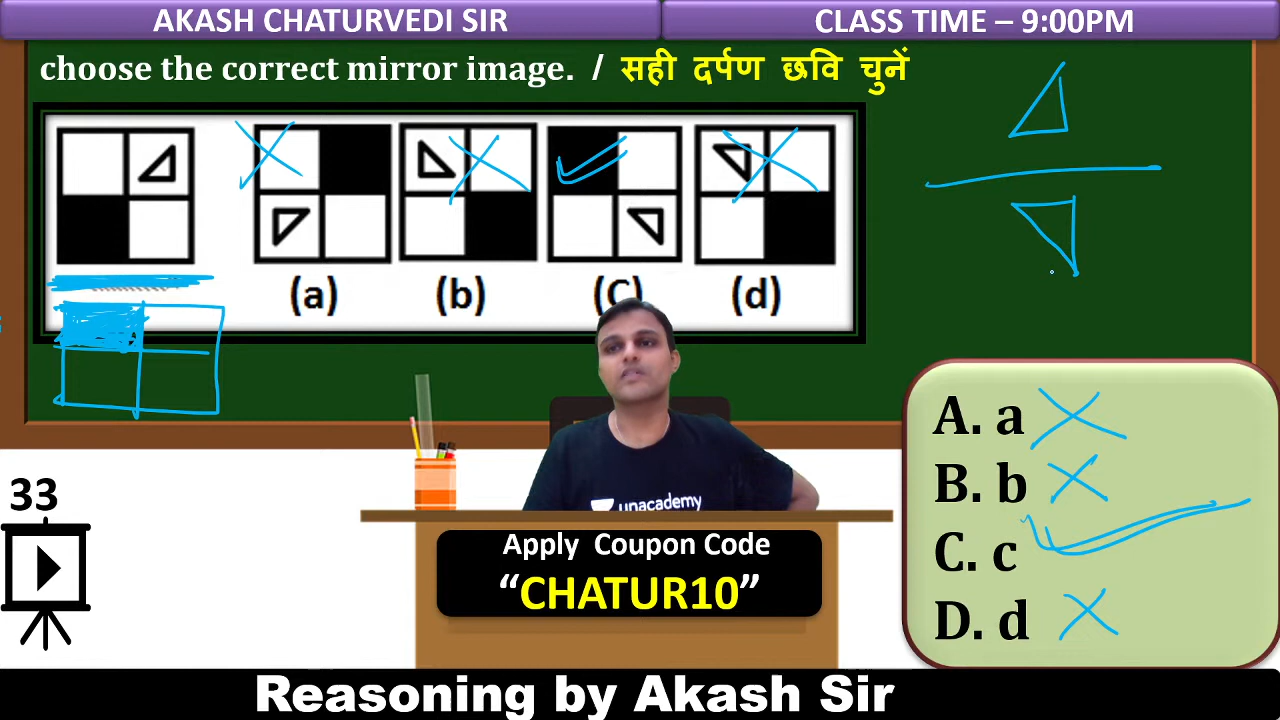 AKASH CHATURVEDI SIR
CLASS TIME – 9:00PM
choose the correct mirror image. / सही दर्पण छवि चुनें
(a) (b) (C) (d)
A. a
B. b
C. c
D. d
33
unacademy
Apply Coupon Code
“CHATUR10”
Reasoning by Akash Sir